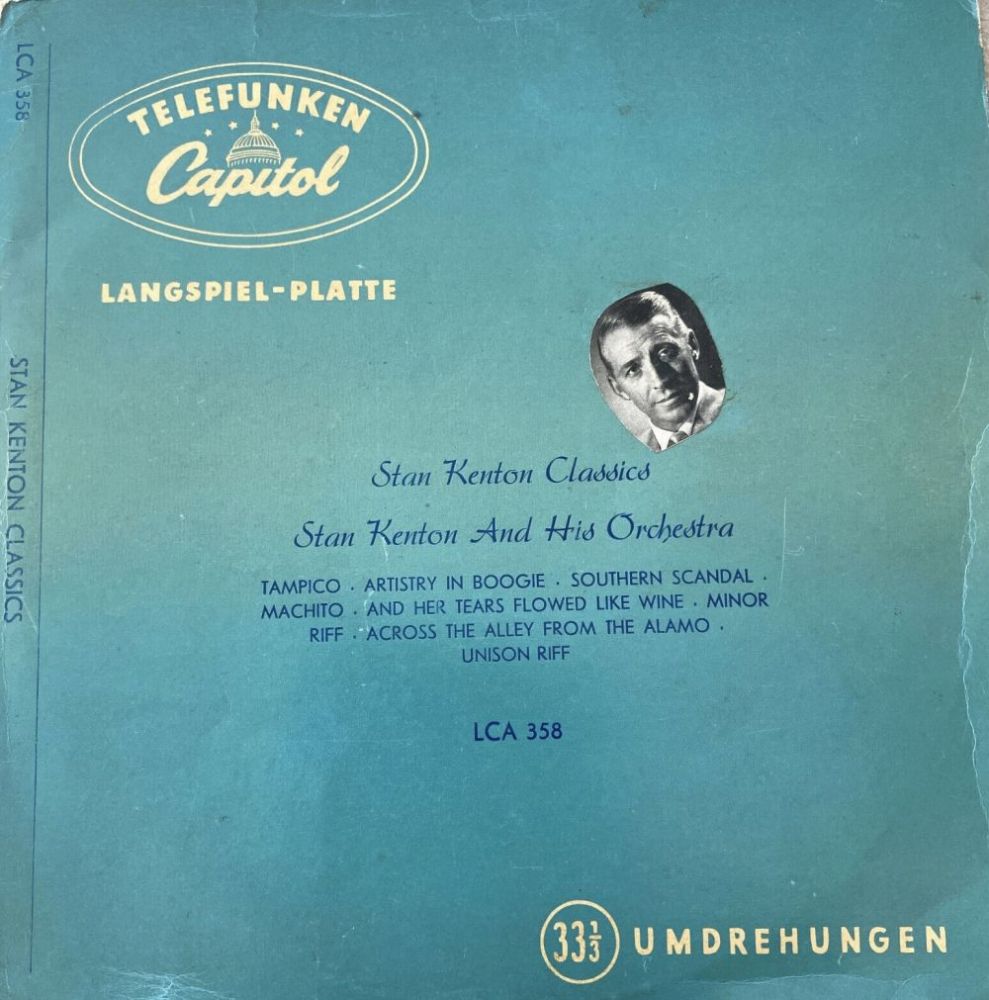 LCA 358
STAN KENTON CLASSICS
TELEFUNKEN
Capitol
LANGSPIEL-PLATTE
Stan Kenton Classics
Stan Kenton And His Orchestra
TAMPICO · ARTISTRY IN BOOGIE · SOUTHERN SCANDAL ·
MACHITO · AND HER TEARS FLOWED LIKE WINE · MINOR
RIFF · ACROSS THE ALLEY FROM THE ALAMO ·
UNISON RIFF
LCA 358
33⅓ UMDREHUNGEN